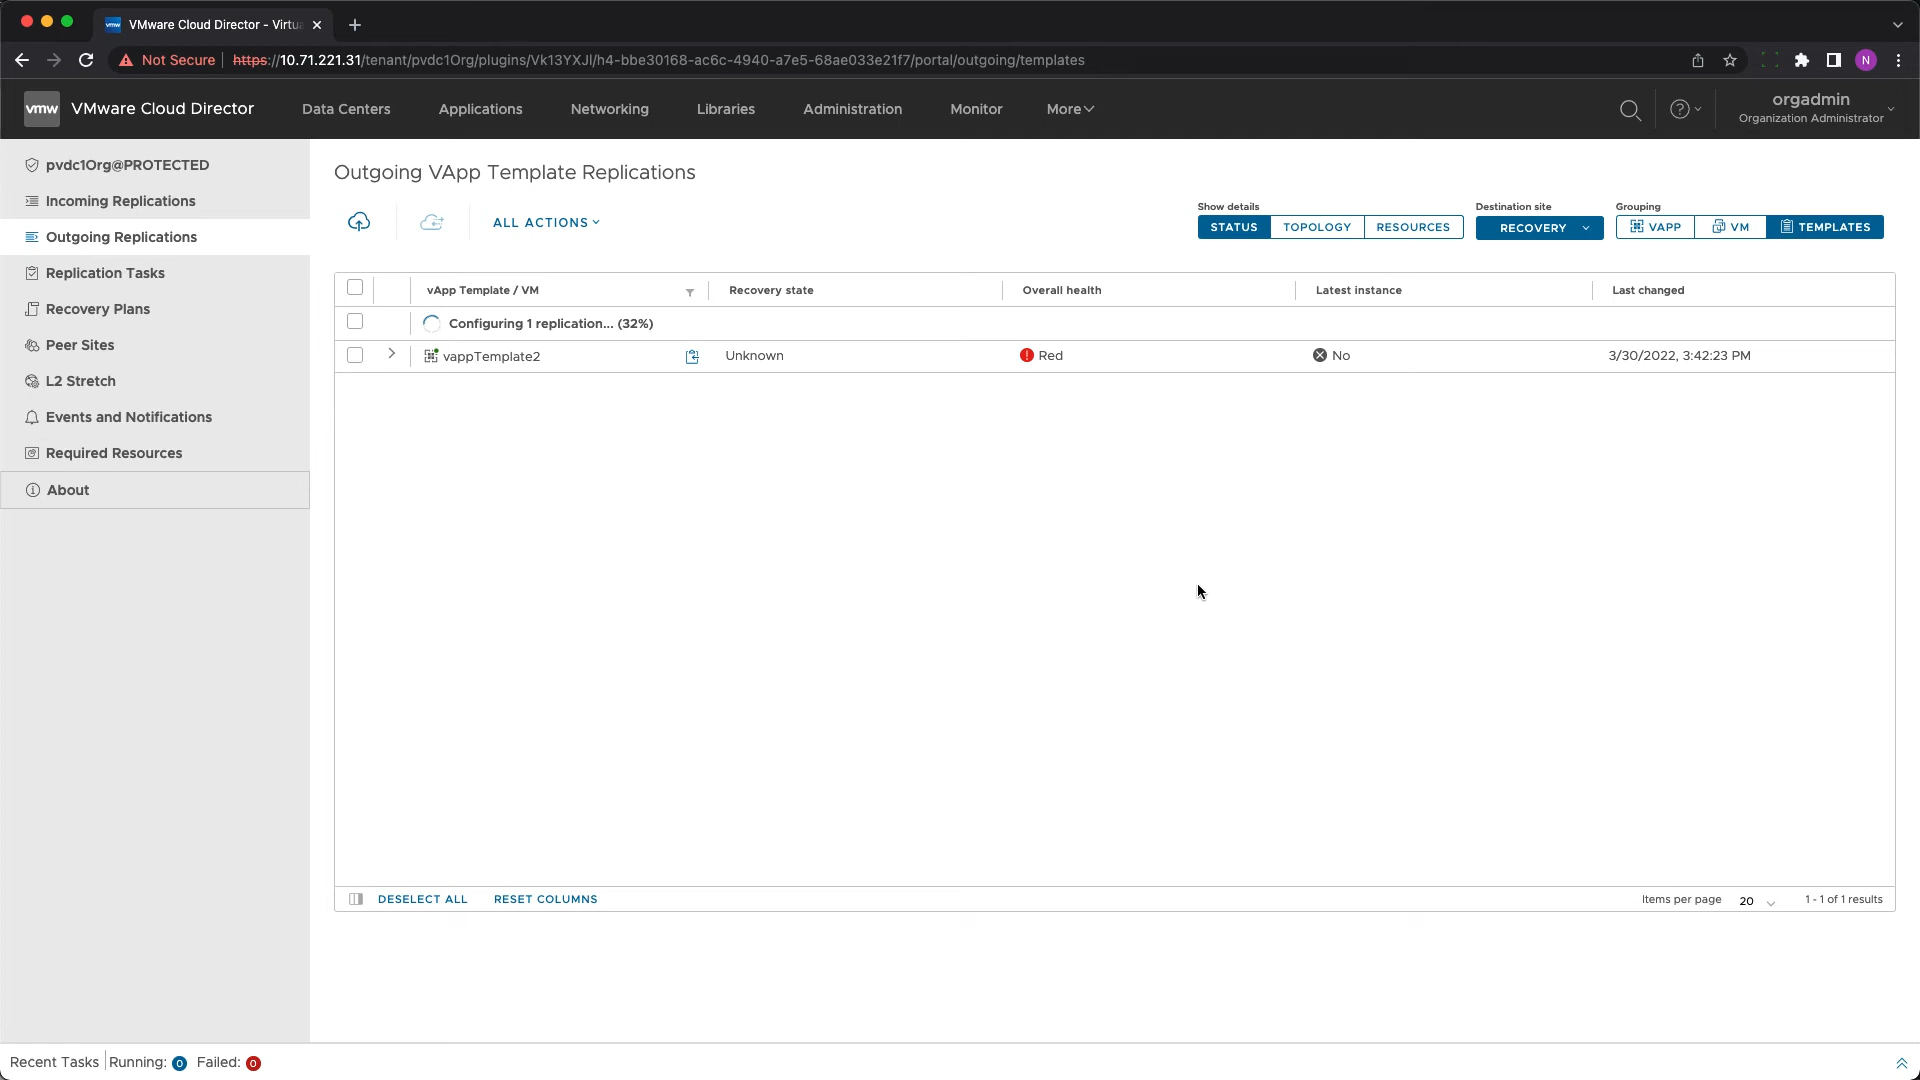 vmw VMware Cloud Director - Virtu
Not Secure https://10.71.221.31/tenant/pvdc1Org/plugins/Vk13YXJl/h4-bbe30168-ac6c-4940-a7e5-68ae033e21f7/portal/outgoing/templates N
vmw VMware Cloud Director Data Centers Applications Networking Libraries Administration Monitor More
orgadmin
Organization Administrator
pvdc1Org@PROTECTED
Incoming Replications
Outgoing Replications
Replication Tasks
Recovery Plans
Peer Sites
L2 Stretch
Events and Notifications
Required Resources
About
Outgoing VApp Template Replications
ALL ACTIONS
Show details
STATUS TOPOLOGY RESOURCES
Destination site
RECOVERY
Grouping
VAPP VM TEMPLATES
vApp Template / VM Recovery state Overall health Latest instance Last changed
Configuring 1 replication... (32%)
vappTemplate2 Unknown Red No 3/30/2022, 3:42:23 PM
DESELECT ALL RESET COLUMNS Items per page 20 1 - 1 of 1 results
Recent Tasks Running: 0 Failed: 0